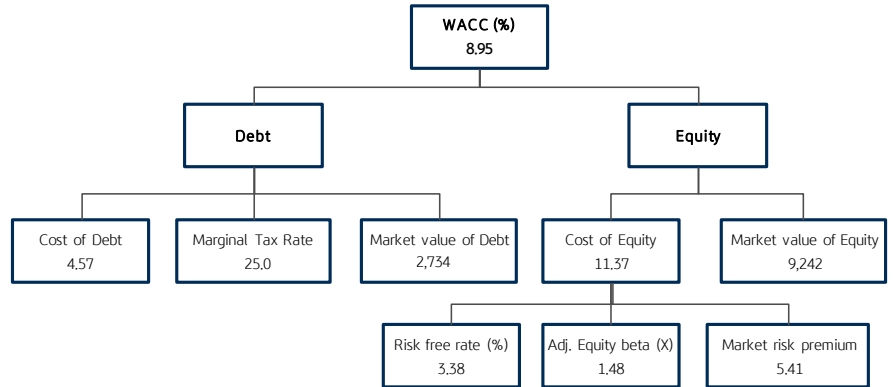 WACC (%)
8.95
Debt
Equity
Cost of Debt
4.57
Marginal Tax Rate
25.0
Market value of Debt
2,734
Cost of Equity
11.37
Market value of Equity
9,242
Risk free rate (%)
3.38
Adj. Equity beta (X)
1.48
Market risk premium
5.41